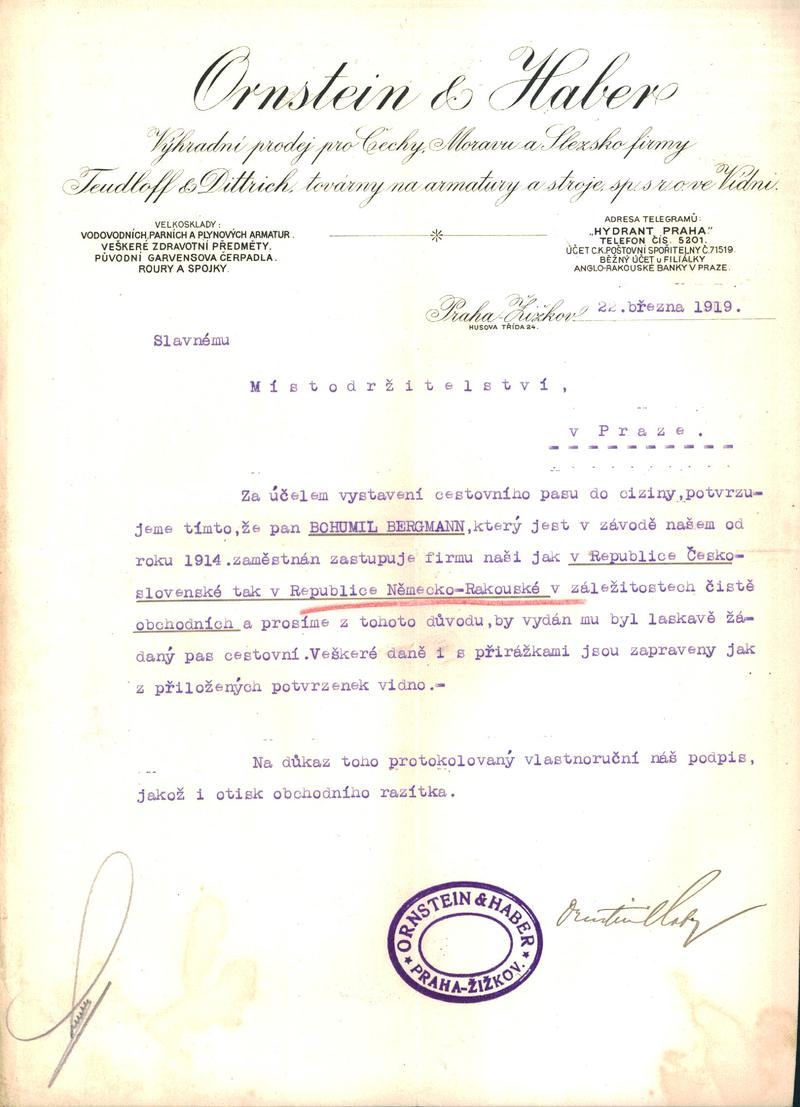 Ornstein & Haber
Výhradní prodej pro Čechy, Moravu a Slezsko firmy
Teudloff & Dittrich, továrny na armatury a stroje, sp. s r. o. ve Vídni.
VELKOSKLADY:
VODOVODNÍCH, PARNÍCH A PLYNOVÝCH ARMATUR.
VEŠKERÉ ZDRAVOTNÍ PŘEDMĚTY.
PŮVODNÍ GARVENSOVA ČERPADLA.
ROURY A SPOJKY.
ADRESA TELEGRAMŮ:
„HYDRANT PRAHA"
TELEFON ČÍS. 5201.
ÚČET C.K. POŠTOVNÍ SPOŘITELNY Č. 71519.
BĚŽNÝ ÚČET U FILIÁLKY
ANGLO-RAKOUSKÉ BANKY V PRAZE.
Praha-Žižkov 22.března 1919.
HUSOVA TŘÍDA 24.
Slavnému
Místodržitelství,
v Praze.
Za účelem vystavení cestovního pasu do ciziny,potvrzu-
jeme tímto,že pan BOHUMIL BERGMANN,který jest v závodě našem od
roku 1914.zaměstnán zastupuje firmu naši jak v Republice Česko-
slovenské tak v Republice Německo-Rakouské v záležitostech čistě
obchodních a prosíme z tohoto důvodu,by vydán mu byl laskavě žá-
daný pas cestovní.Veškeré daně i s přirážkami jsou zapraveny jak
z přiložených potvrzenek vidno.-
Na důkaz toho protokolovaný vlastnoruční náš podpis,
jakož i otisk obchodního razítka.
ORNSTEIN & HABER
PRAHA-ŽIŽKOV.
Ornstein & Haber